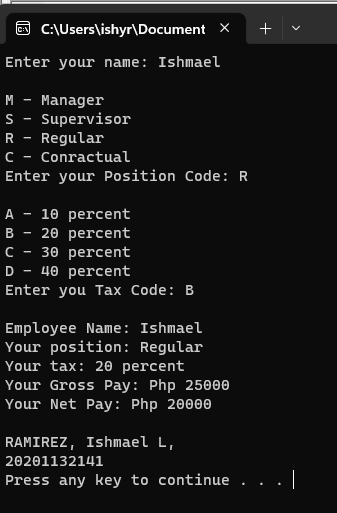 C:\Users\ishyr\Document
Enter your name: Ishmael
M - Manager
S - Supervisor
R - Regular
C - Conractual
Enter your Position Code: R
A - 10 percent
B - 20 percent
C - 30 percent
D - 40 percent
Enter you Tax Code: B
Employee Name: Ishmael
Your position: Regular
Your tax: 20 percent
Your Gross Pay: Php 25000
Your Net Pay: Php 20000
RAMIREZ, Ishmael L,
20201132141
Press any key to continue . . .